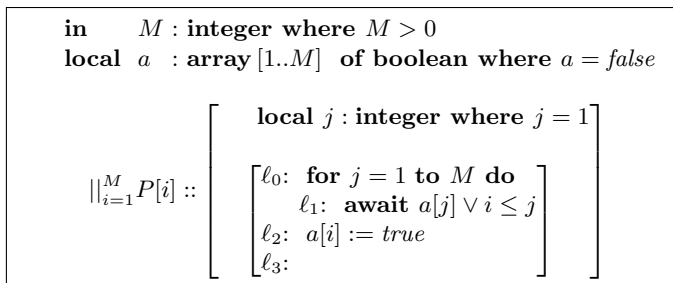 in M : integer where M > 0
local a : array [1..M] of boolean where a = false
local j : integer where j = 1
||_{i=1}^{M} P[i] ::
ℓ₀: for j = 1 to M do
ℓ₁: await a[j] ∨ i ≤ j
ℓ₂: a[i] := true
ℓ₃: